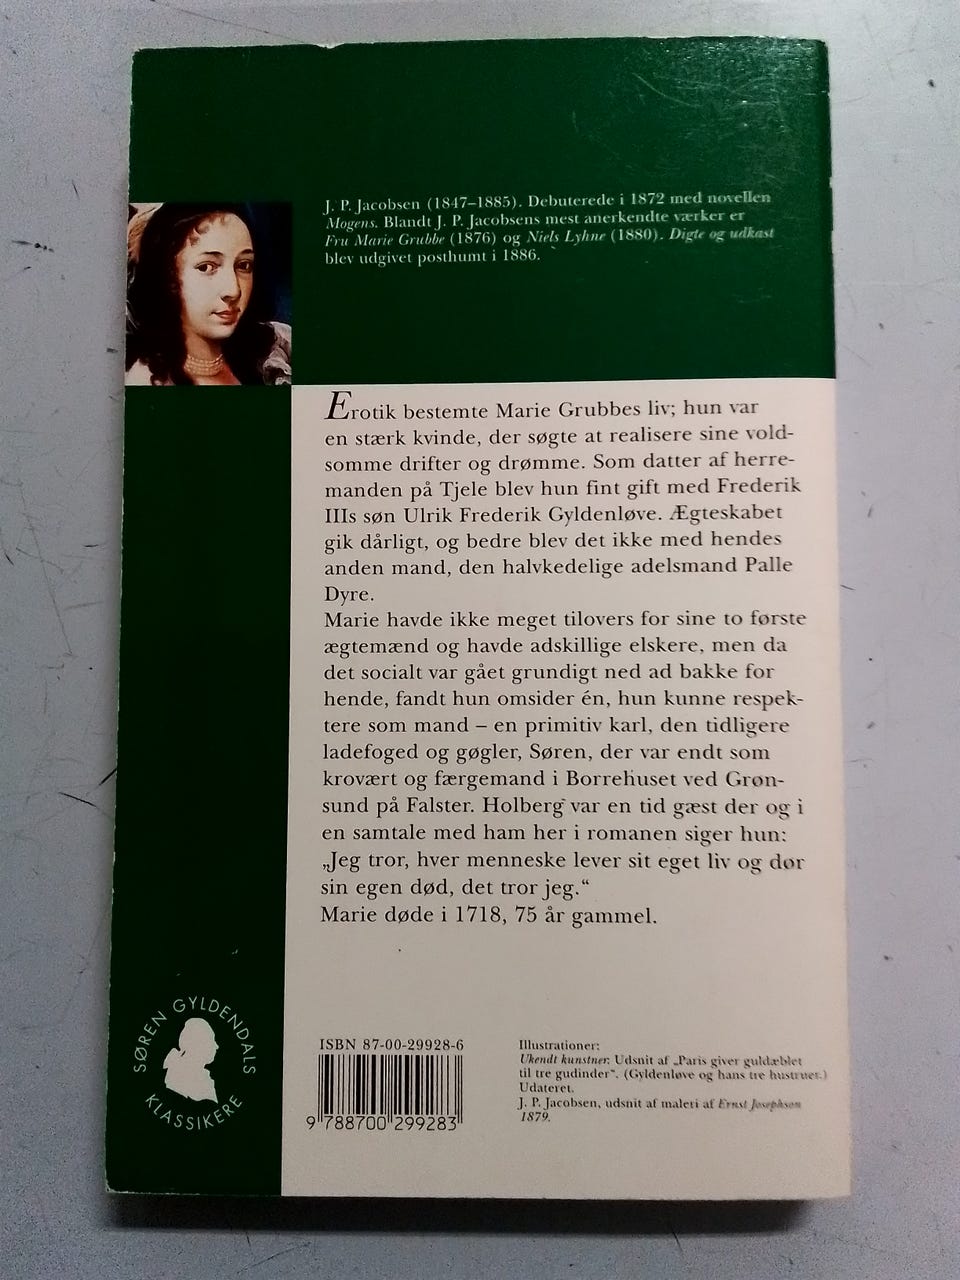 J. P. Jacobsen (1847–1885). Debuterede i 1872 med novellen
Mogens. Blandt J. P. Jacobsens mest anerkendte værker er
Fru Marie Grubbe (1876) og Niels Lyhne (1880). Digte og udkast
blev udgivet posthumt i 1886.
Erotik bestemte Marie Grubbes liv; hun var
en stærk kvinde, der søgte at realisere sine vold-
somme drifter og drømme. Som datter af herre-
manden på Tjele blev hun fint gift med Frederik
IIIs søn Ulrik Frederik Gyldenløve. Ægteskabet
gik dårligt, og bedre blev det ikke med hendes
anden mand, den halvkedelige adelsmand Palle
Dyre.
Marie havde ikke meget tilovers for sine to første
ægtemænd og havde adskillige elskere, men da
det socialt var gået grundigt ned ad bakke for
hende, fandt hun omsider én, hun kunne respek-
tere som mand – en primitiv karl, den tidligere
ladefoged og gøgler, Søren, der var endt som
krovært og færgemand i Borrehuset ved Grøn-
sund på Falster. Holberg var en tid gæst der og i
en samtale med ham her i romanen siger hun:
„Jeg tror, hver menneske lever sit eget liv og dør
sin egen død, det tror jeg.“
Marie døde i 1718, 75 år gammel.
SØREN GYLDENDALS
KLASSIKERE
ISBN 87-00-29928-6
9 788700 299283
Illustrationer:
Ukendt kunstner. Udsnit af „Paris giver guldæblet
til tre gudinder“. (Gyldenløve og hans tre hustruer.)
Udateret.
J. P. Jacobsen, udsnit af maleri af Ernst Josephson
1879.